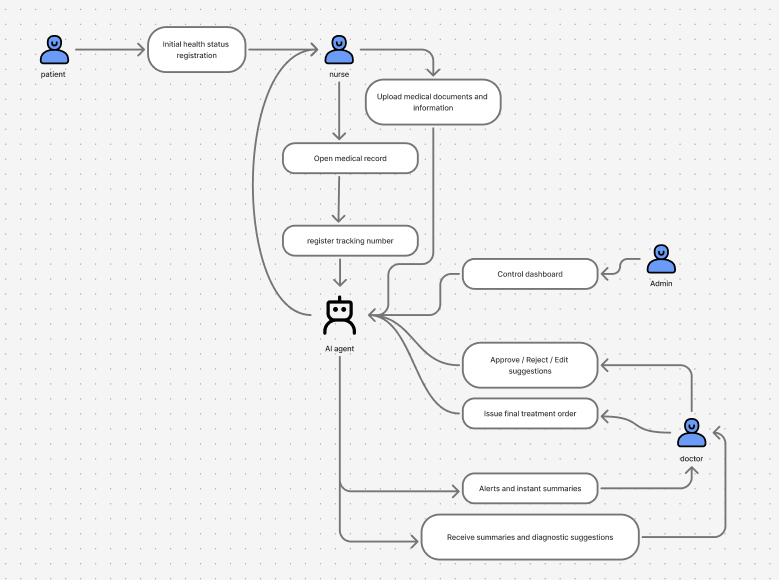 Initial health status
registration
patient
nurse
Upload medical documents and
information
Open medical record
register tracking number
Control dashboard
Admin
AI agent
Approve / Reject / Edit
suggestions
Issue final treatment order
doctor
Alerts and instant summaries
Receive summaries and diagnostic suggestions